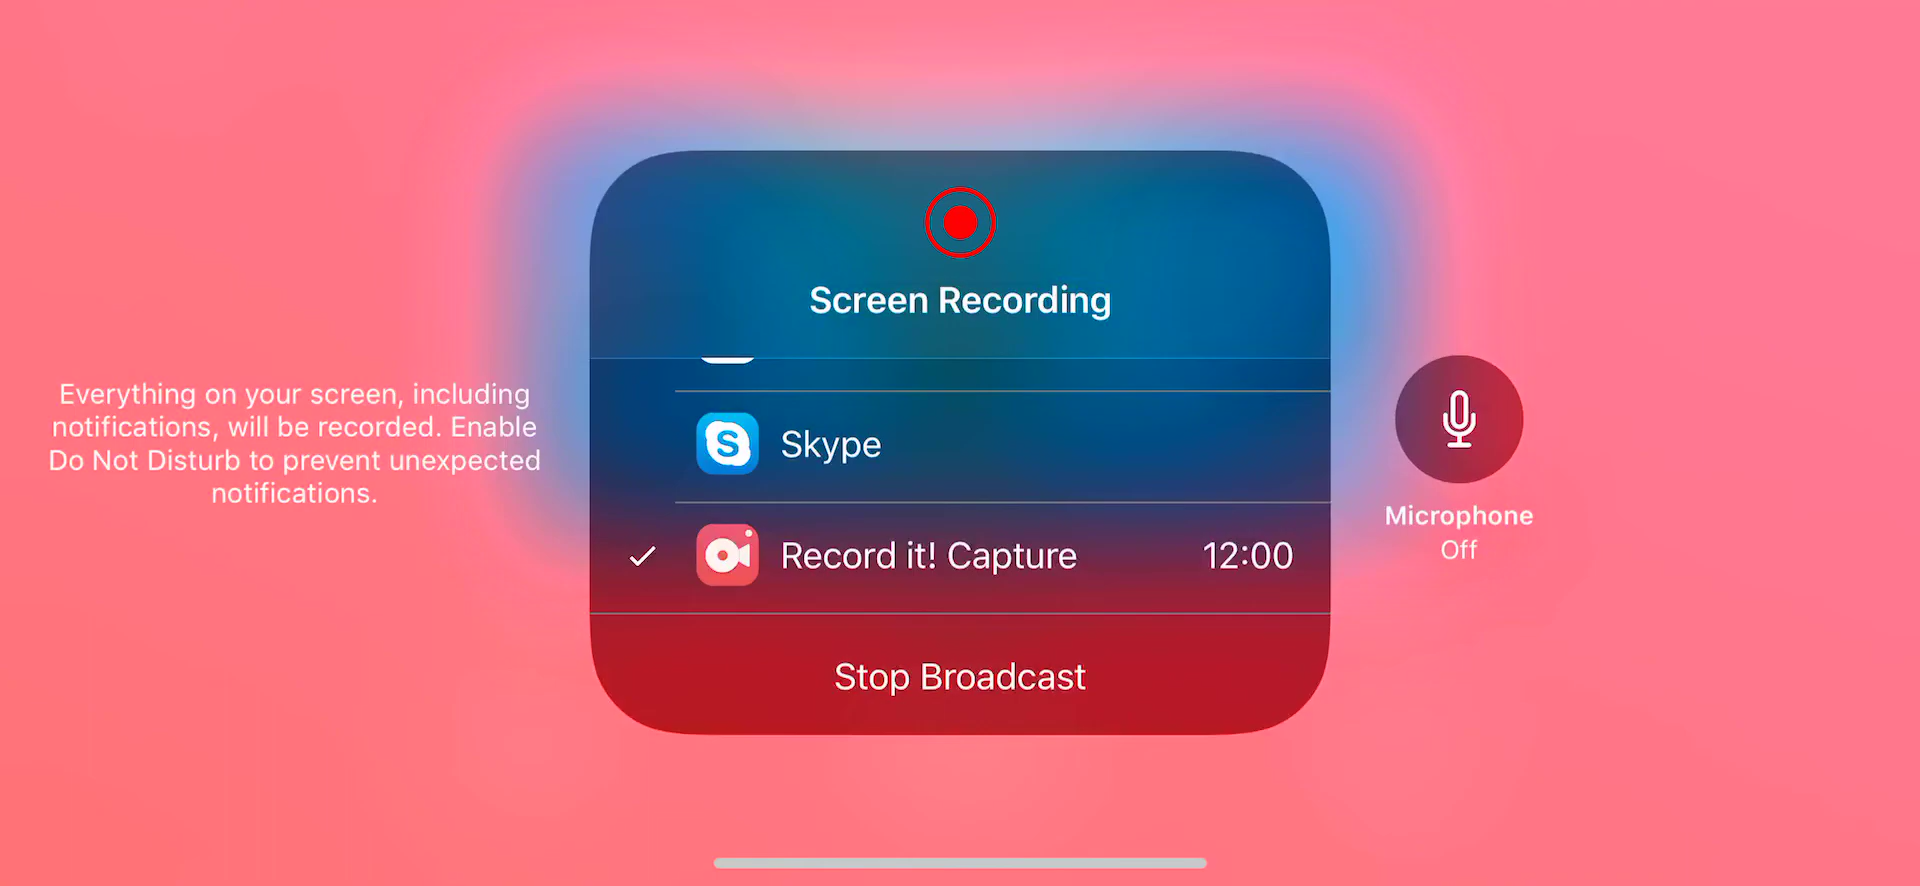 Screen Recording
Everything on your screen, including
notifications, will be recorded. Enable
Do Not Disturb to prevent unexpected
notifications.
S Skype
Record it! Capture 12:00
Stop Broadcast
Microphone
Off